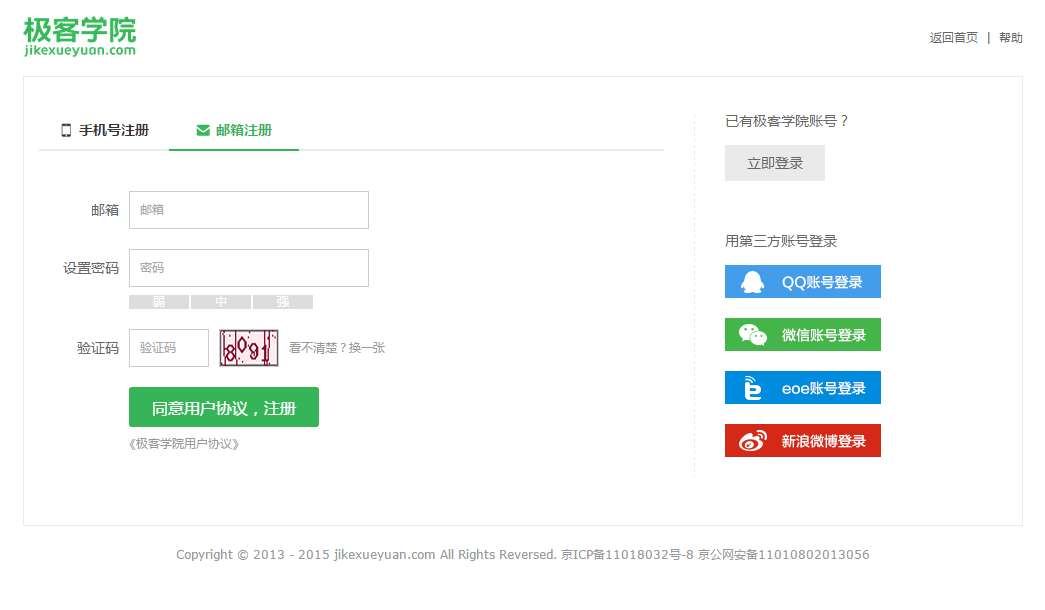 极客学院
jikexueyuan.com
返回首页 | 帮助
手机号注册 邮箱注册
邮箱 邮箱
设置密码 密码
弱 中 强
验证码 验证码 8091 看不清楚？换一张
同意用户协议，注册
《极客学院用户协议》
已有极客学院账号？
立即登录
用第三方账号登录
QQ账号登录
微信账号登录
eoe账号登录
新浪微博登录
Copyright © 2013 - 2015 jikexueyuan.com All Rights Reversed. 京ICP备11018032号-8 京公网安备11010802013056